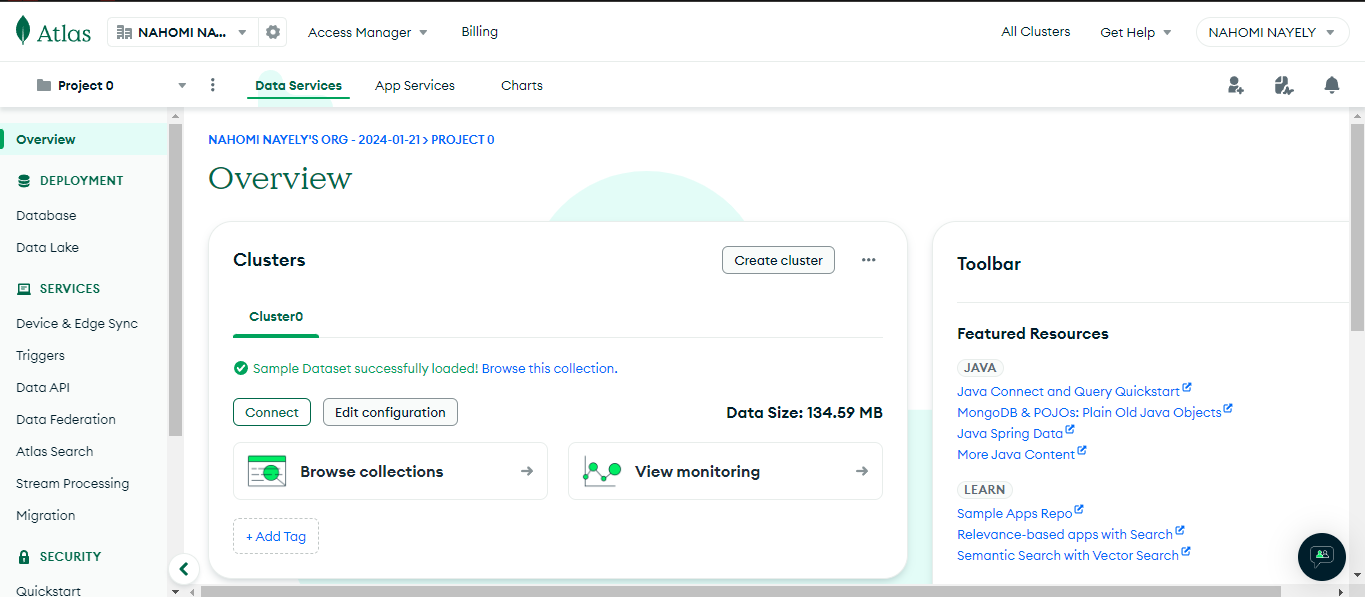 Atlas
NAHOMI NA...
Access Manager
Billing
All Clusters
Get Help
NAHOMI NAYELY
Project 0
Data Services
App Services
Charts
Overview
DEPLOYMENT
Database
Data Lake
SERVICES
Device & Edge Sync
Triggers
Data API
Data Federation
Atlas Search
Stream Processing
Migration
SECURITY
Quickstart
NAHOMI NAYELY'S ORG - 2024-01-21 > PROJECT 0
Overview
Clusters
Create cluster
Cluster0
Sample Dataset successfully loaded! Browse this collection.
Connect
Edit configuration
Data Size: 134.59 MB
Browse collections
View monitoring
+ Add Tag
Toolbar
Featured Resources
JAVA
Java Connect and Query Quickstart
MongoDB & POJOs: Plain Old Java Objects
Java Spring Data
More Java Content
LEARN
Sample Apps Repo
Relevance-based apps with Search
Semantic Search with Vector Search